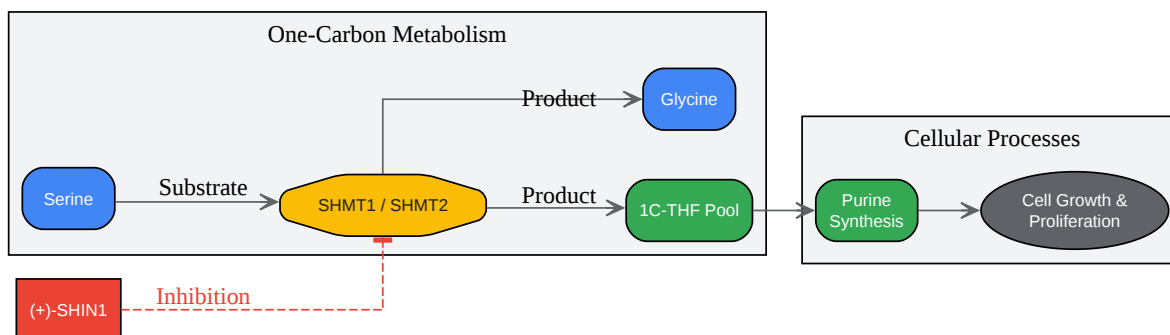 One-Carbon Metabolism
Product
Glycine
Serine
Substrate
SHMT1 / SHMT2
Product
1C-THF Pool
Cellular Processes
Purine
Synthesis
Cell Growth &
Proliferation
(+)-SHIN1
Inhibition